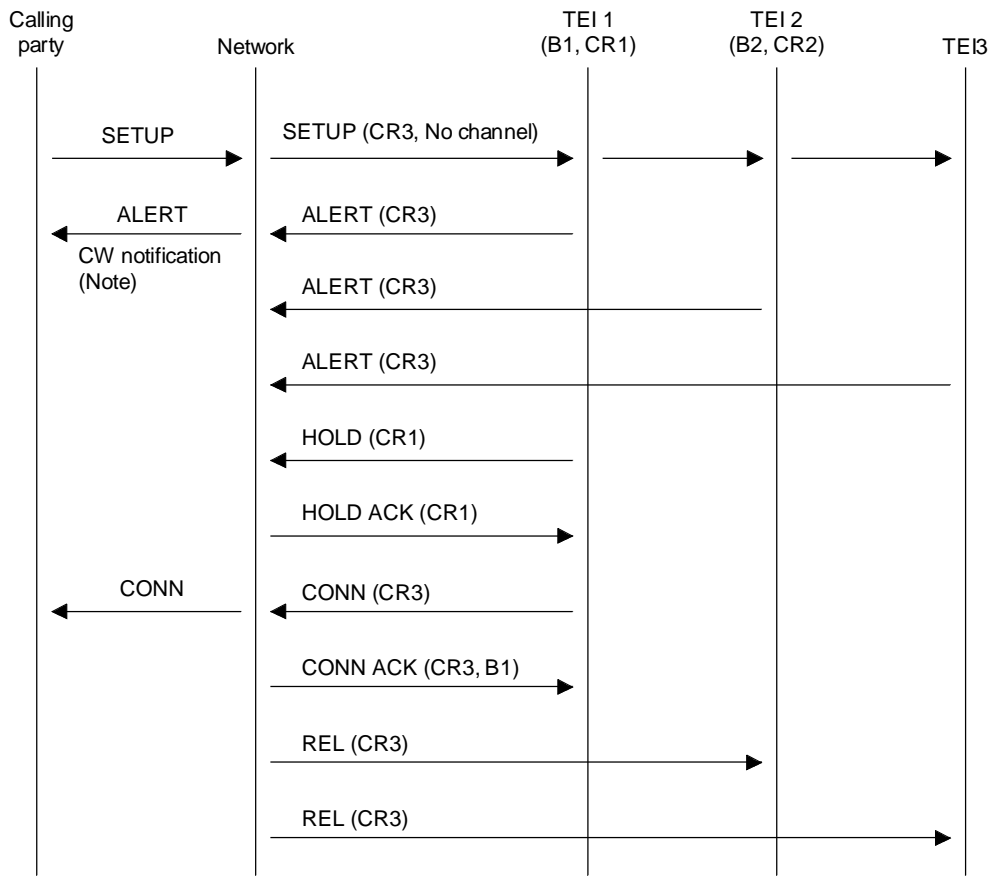 Calling
party
Network
TEI 1
(B1, CR1)
TEI 2
(B2, CR2)
TEI3
SETUP
SETUP (CR3, No channel)
ALERT
ALERT (CR3)
CW notification
(Note)
ALERT (CR3)
ALERT (CR3)
HOLD (CR1)
HOLD ACK (CR1)
CONN
CONN (CR3)
CONN ACK (CR3, B1)
REL (CR3)
REL (CR3)